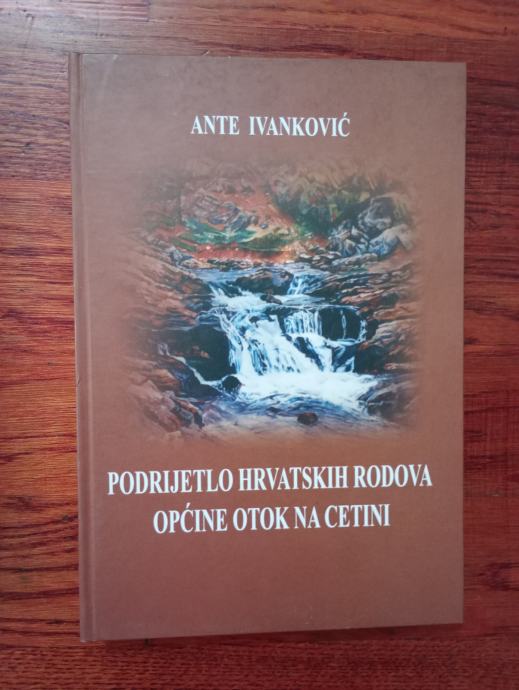 ANTE IVANKOVIĆ
PODRIJETLO HRVATSKIH RODOVA
OPĆINE OTOK NA CETINI